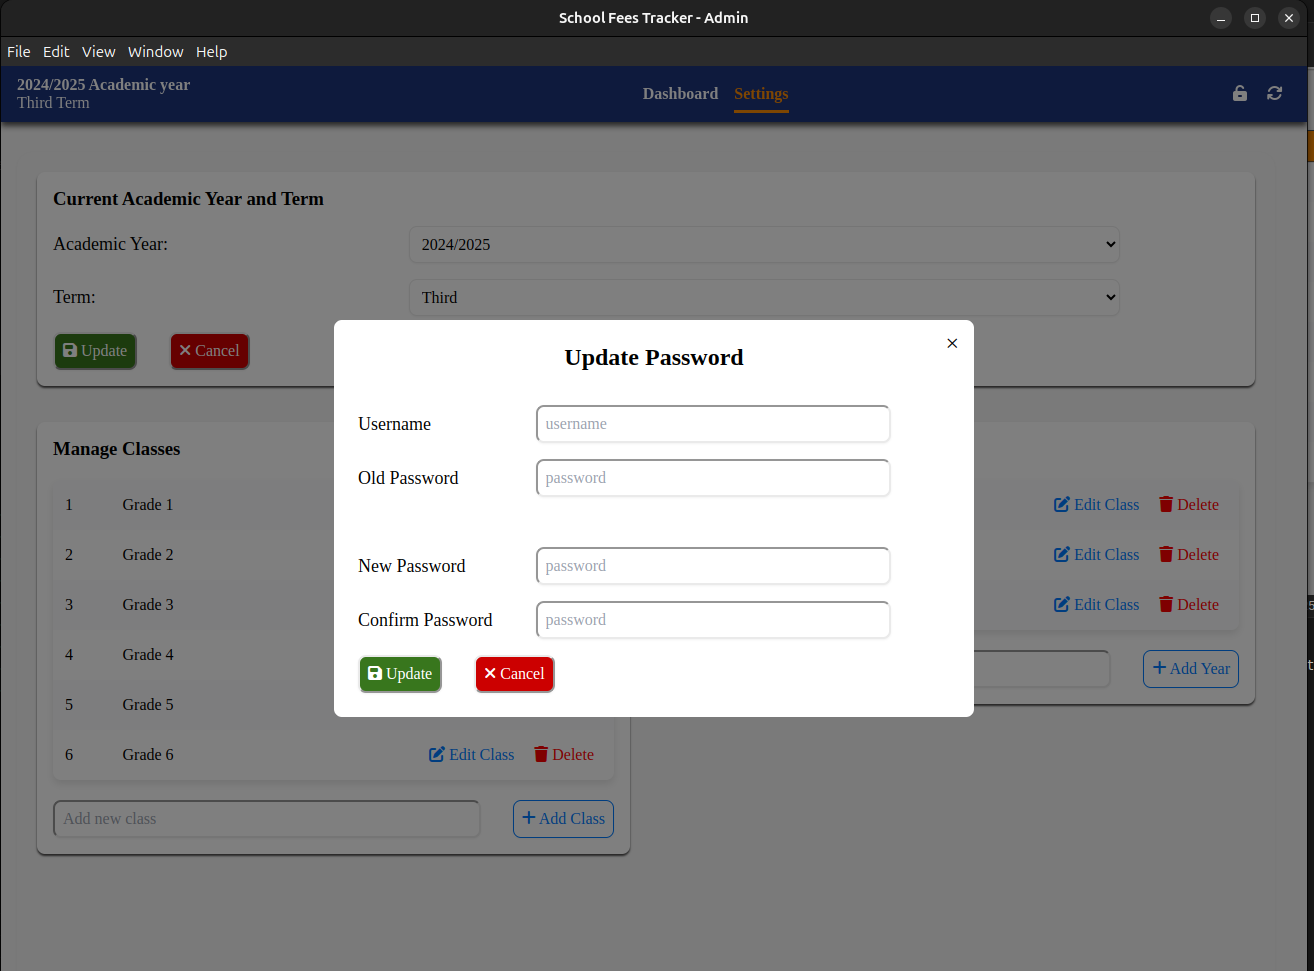 School Fees Tracker - Admin
File Edit View Window Help
2024/2025 Academic year
Third Term
Dashboard Settings
Current Academic Year and Term
Academic Year: 2024/2025
Term: Third
Update Cancel
Update Password
Username username
Old Password password
New Password password
Confirm Password password
Update Cancel
Manage Classes
1 Grade 1
2 Grade 2
3 Grade 3
4 Grade 4
5 Grade 5
6 Grade 6 Edit Class Delete
Add new class Add Class
Edit Class Delete
Edit Class Delete
Edit Class Delete
Add Year